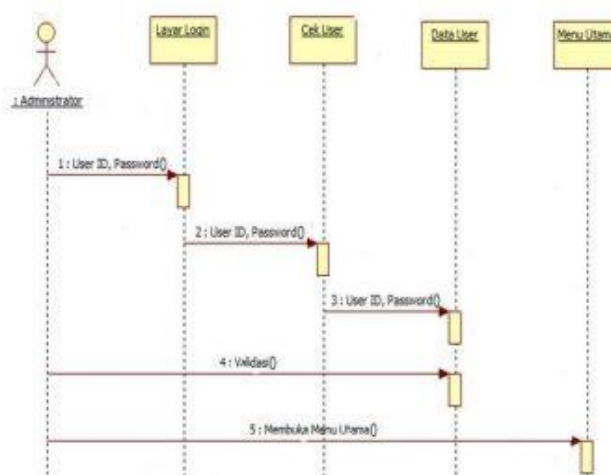 Layar Login
Cek User
Data User
Menu Utama
: Administrator
1 : User ID, Password()
2 : User ID, Password()
3 : User ID, Password()
4 : Validasi()
5 : Membuka Menu Utama()